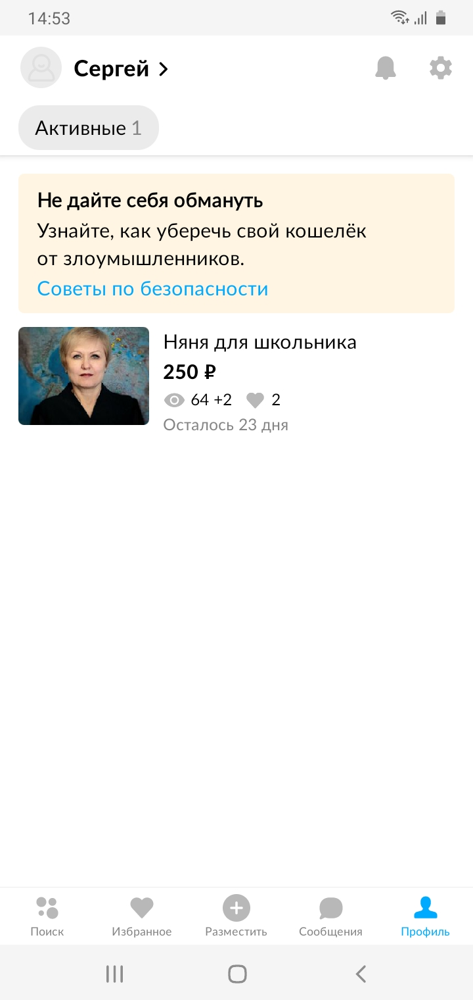 14:53
Сергей
Активные 1
Не дайте себя обмануть
Узнайте, как уберечь свой кошелёк
от злоумышленников.
Советы по безопасности
Няня для школьника
250 ₽
64 +2 2
Осталось 23 дня
Поиск Избранное Разместить Сообщения Профиль